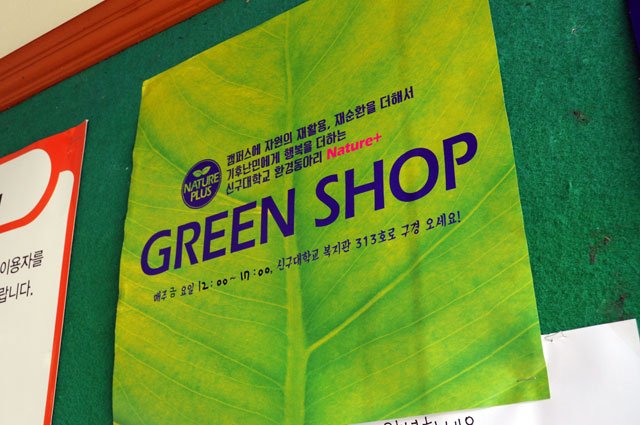 캠퍼스에 자원의 재활용, 재순환을 더해서
기후난민에게 행복을 더하는
신구대학교 환경동아리 Nature+
NATURE
PLUS
GREEN SHOP
매주 금 요일 12:00~17:00, 신구대학교 복지관 313호로 구경 오세요!
이용자를
랍니다.